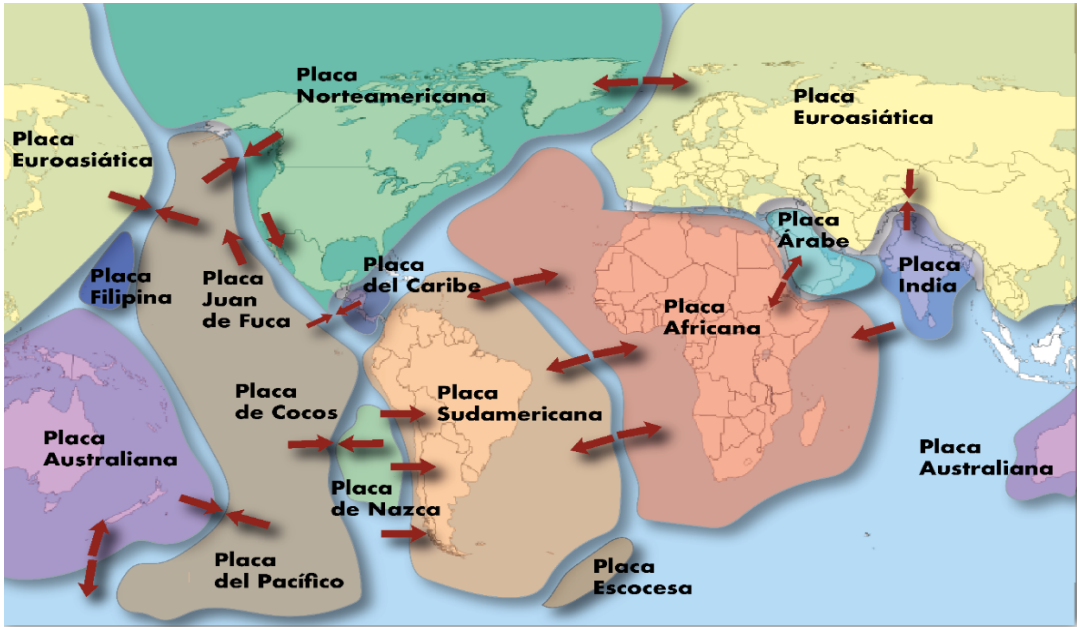 Placa
Norteamericana
Placa
Euroasiática
Placa
Euroasiática
Placa
Árabe
Placa
India
Placa
Filipina
Placa
Juan
de Fuca
Placa
del Caribe
Placa
Africana
Placa
de Cocos
Placa
Sudamericana
Placa
Australiana
Placa
Australiana
Placa
de Nazca
Placa
del Pacífico
Placa
Escocesa